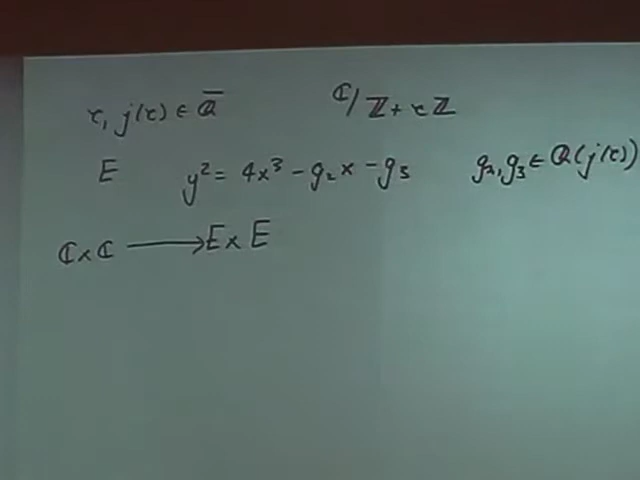 τ, j(τ) ∈ Q̄ ℂ/ℤ+τℤ
E y² = 4x³ − g₂x − g₃ g₂, g₃ ∈ Q(j(τ))
ℂ×ℂ ⟶ E×E